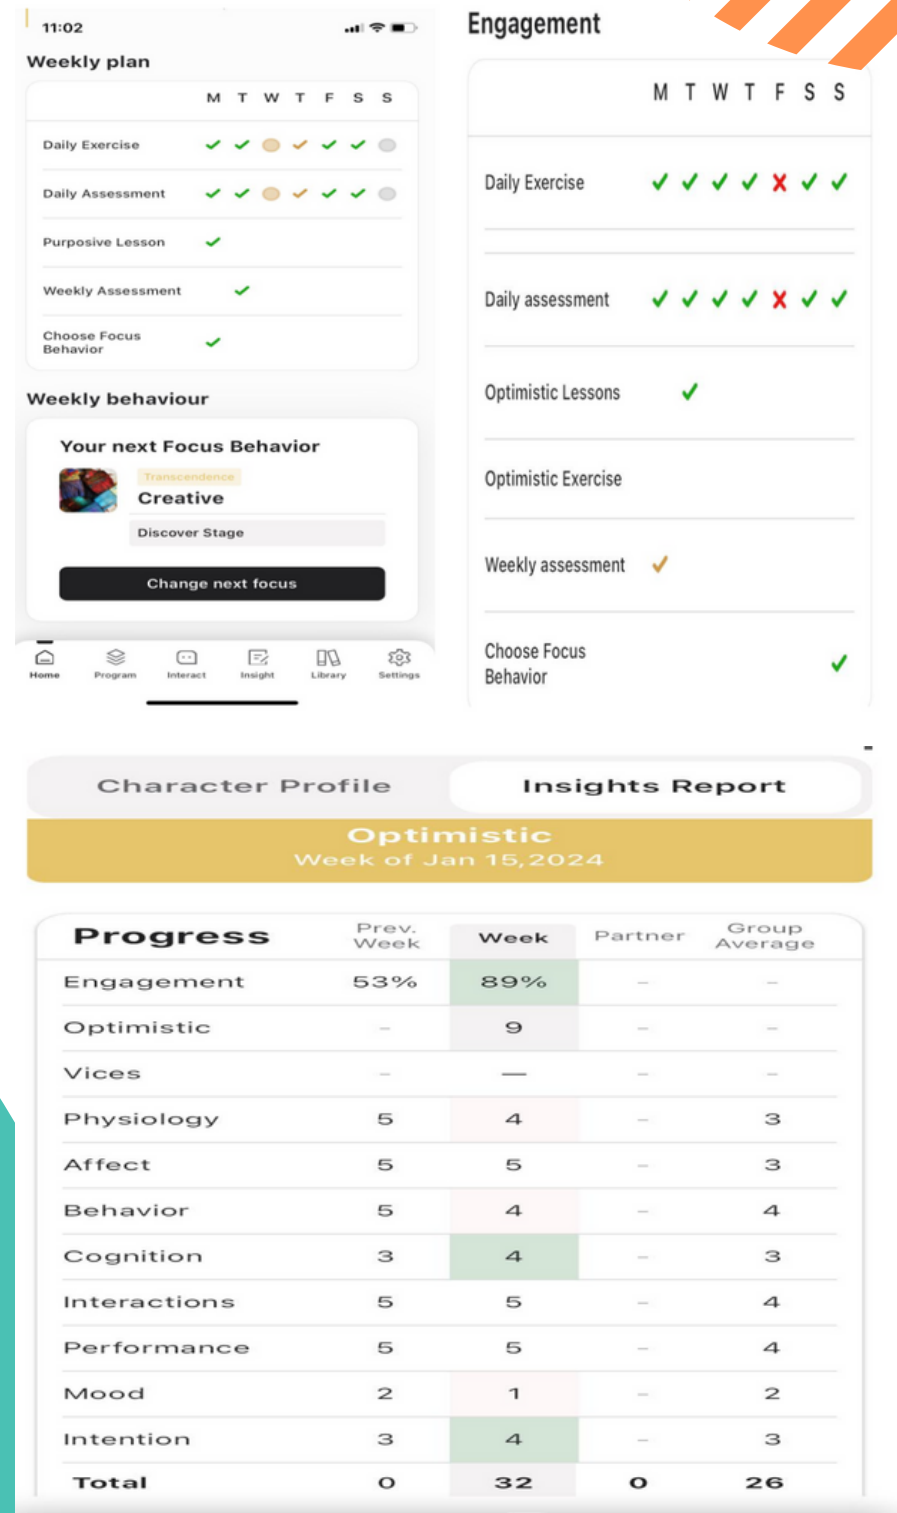 11:02
Weekly plan
M T W T F S S
Daily Exercise
Daily Assessment
Purposive Lesson
Weekly Assessment
Choose Focus
Behavior
Weekly behaviour
Your next Focus Behavior
Transcendence
Creative
Discover Stage
Change next focus
Home Program Interact Insight Library Settings
Engagement
M T W T F S S
Daily Exercise
Daily assessment
Optimistic Lessons
Optimistic Exercise
Weekly assessment
Choose Focus
Behavior
Character Profile Insights Report
Optimistic
Week of Jan 15,2024
Progress Prev. Week Week Partner Group Average
Engagement 53% 89% - -
Optimistic - 9 - -
Vices - — - -
Physiology 5 4 - 3
Affect 5 5 - 3
Behavior 5 4 - 4
Cognition 3 4 - 3
Interactions 5 5 - 4
Performance 5 5 - 4
Mood 2 1 - 2
Intention 3 4 - 3
Total 0 32 0 26